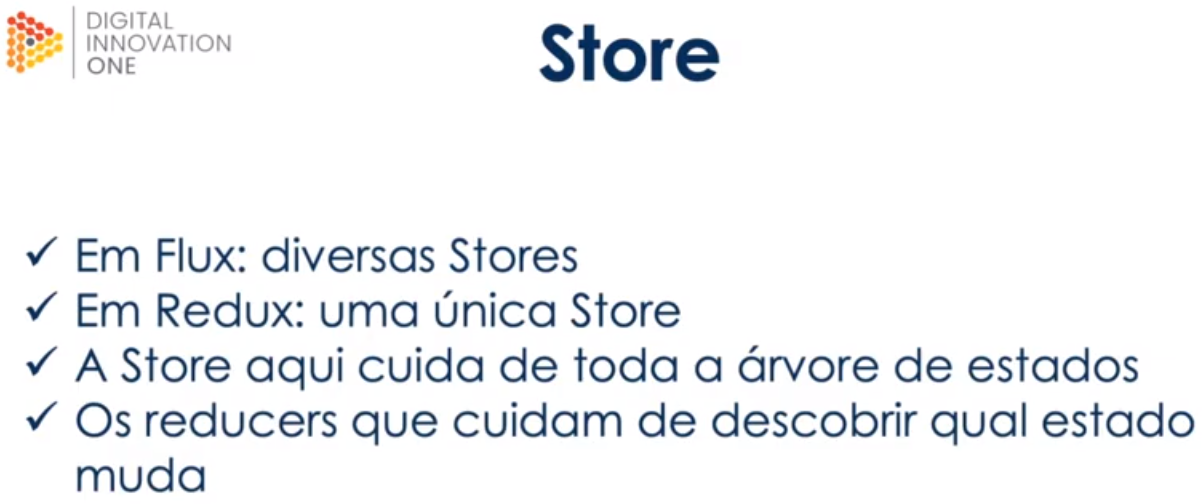 DIGITAL
INNOVATION
ONE
Store
✓ Em Flux: diversas Stores
✓ Em Redux: uma única Store
✓ A Store aqui cuida de toda a árvore de estados
✓ Os reducers que cuidam de descobrir qual estado
muda